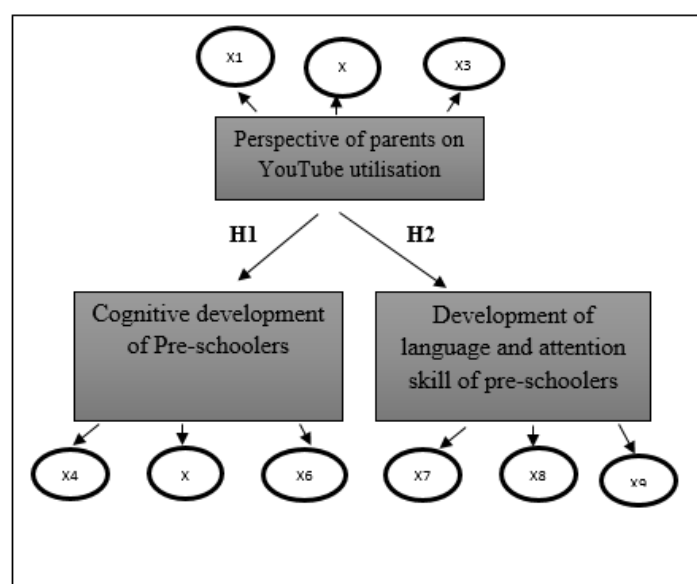 X1
X
X3
Perspective of parents on
YouTube utilisation
H1
H2
Cognitive development
of Pre-schoolers
Development of
language and attention
skill of pre-schoolers
X4
X
X6
X7
X8
X9